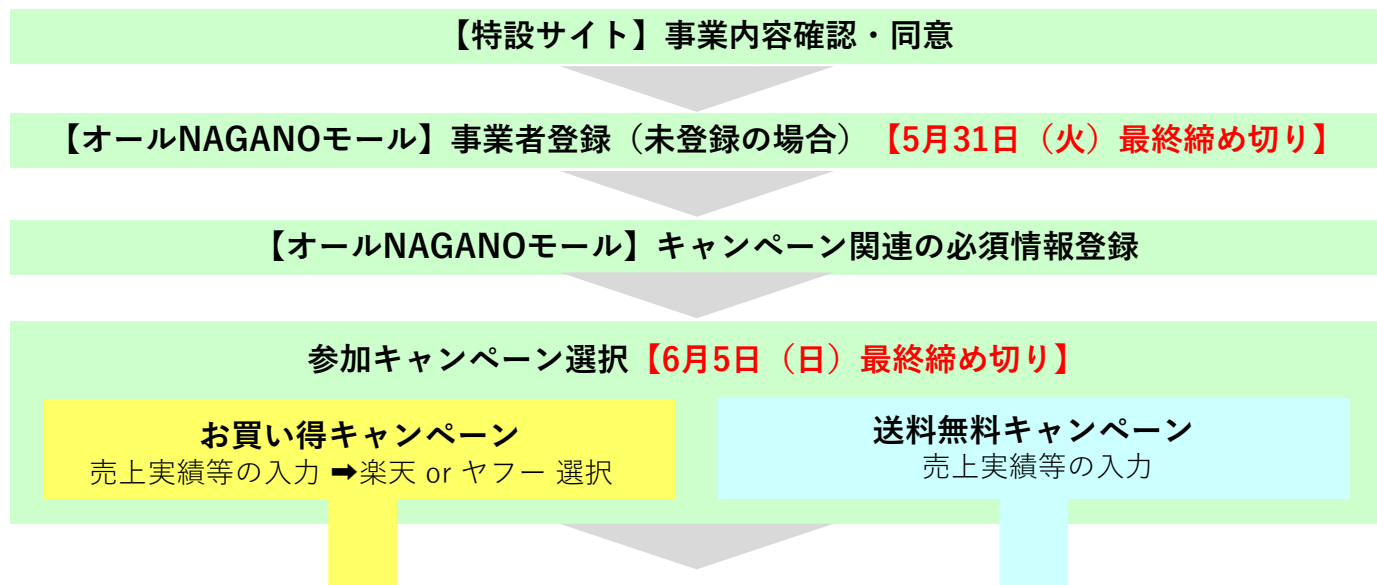 【特設サイト】事業内容確認・同意
【オールNAGANOモール】事業者登録（未登録の場合）【5月31日（火）最終締め切り】
【オールNAGANOモール】キャンペーン関連の必須情報登録
参加キャンペーン選択【6月5日（日）最終締め切り】
お買い得キャンペーン
売上実績等の入力 ➡楽天 or ヤフー 選択
送料無料キャンペーン
売上実績等の入力